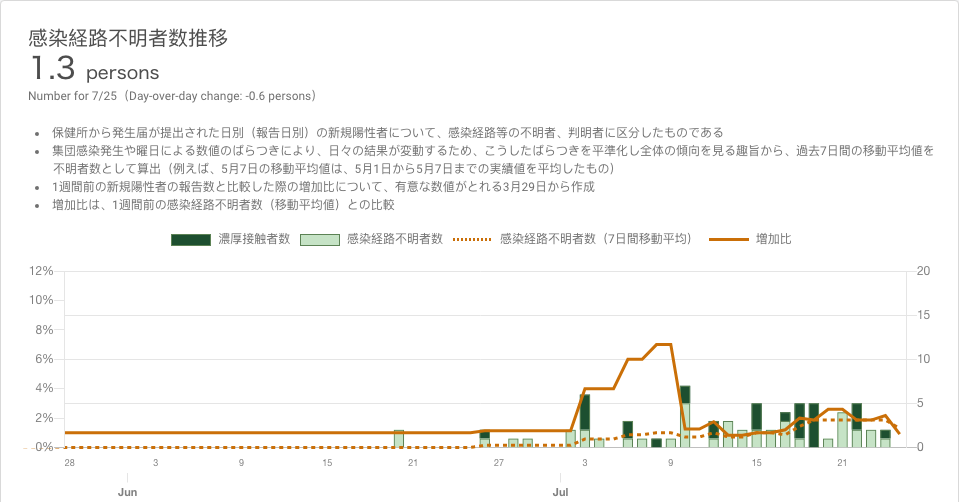 感染経路不明者数推移
1.3 persons
Number for 7/25（Day-over-day change: -0.6 persons）
• 保健所から発生届が提出された日別（報告日別）の新規陽性者について、感染経路等の不明者、判明者に区分したものである
• 集団感染発生や曜日による数値のばらつきにより、日々の結果が変動するため、こうしたばらつきを平準化し全体の傾向を見る趣旨から、過去7日間の移動平均値を
不明者数として算出（例えば、5月7日の移動平均値は、5月1日から5月7日までの実績値を平均したもの）
• 1週間前の新規陽性者の報告数と比較した際の増加比について、有意な数値がとれる3月29日から作成
• 増加比は、1週間前の感染経路不明者数（移動平均値）との比較
濃厚接触者数 感染経路不明者数 感染経路不明者数（7日間移動平均） 増加比
12% 20
10% 15
8%
6% 10
4%
2% 5
0% 0
28 3 9 15 21 27 3 9 15 21
Jun Jul